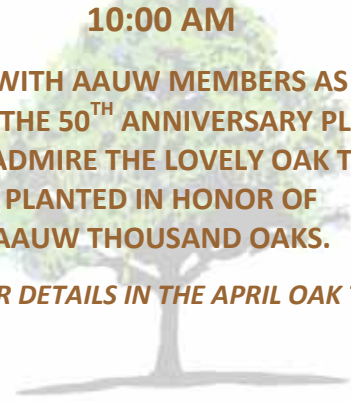 10:00 AM
WITH AAUW MEMBERS AS
THE 50TH ANNIVERSARY PL
ADMIRE THE LOVELY OAK T
PLANTED IN HONOR OF
AAUW THOUSAND OAKS.
R DETAILS IN THE APRIL OAK